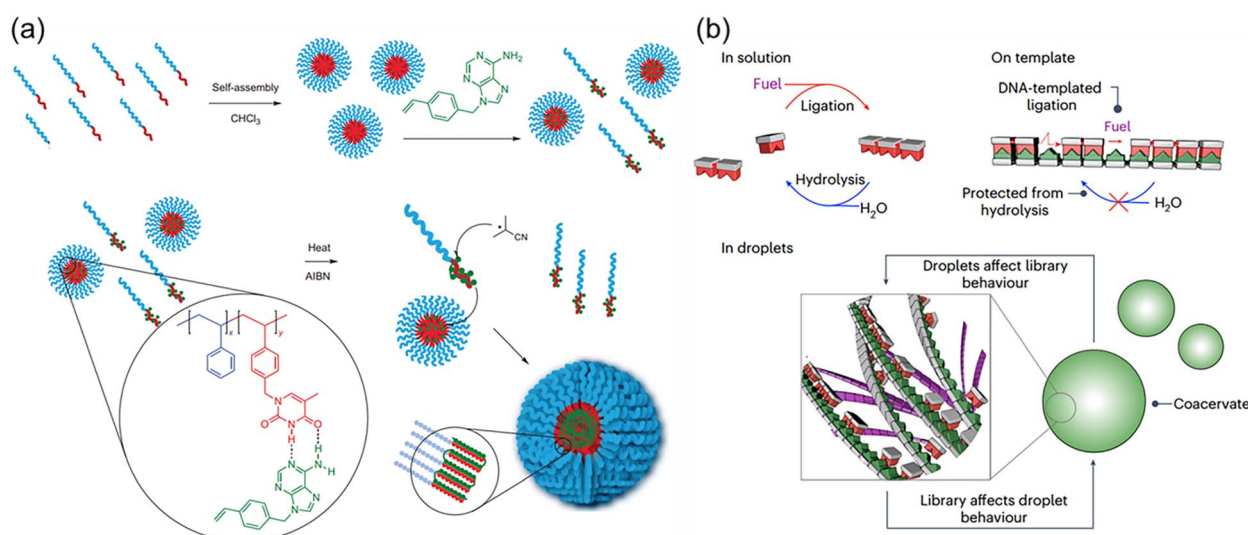 (a)
Self-assembly
CHCl3
NH2
N
N
N
N
Heat
AIBN
CN
x
y
N
O
N
O
H
H
N
N
H
N
N
N
(b)
In solution
Fuel
Ligation
Hydrolysis
H2O
On template
DNA-templated
ligation
Fuel
Protected from
hydrolysis
H2O
In droplets
Droplets affect library
behaviour
Coacervate
Library affects droplet
behaviour